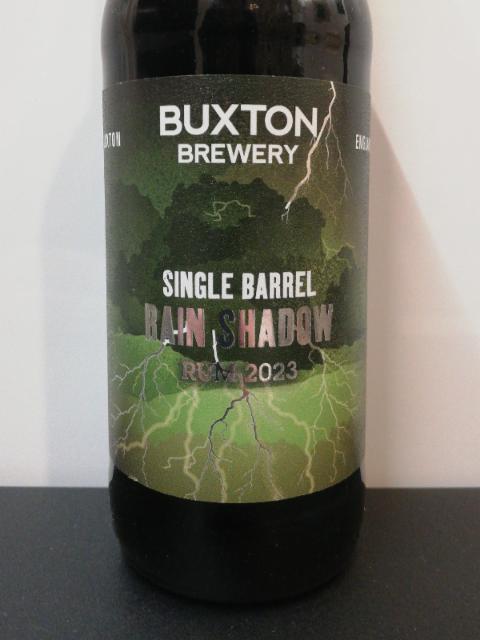 BUXTON
BREWERY
SINGLE BARREL
RAIN SHADOW
RUM 2023